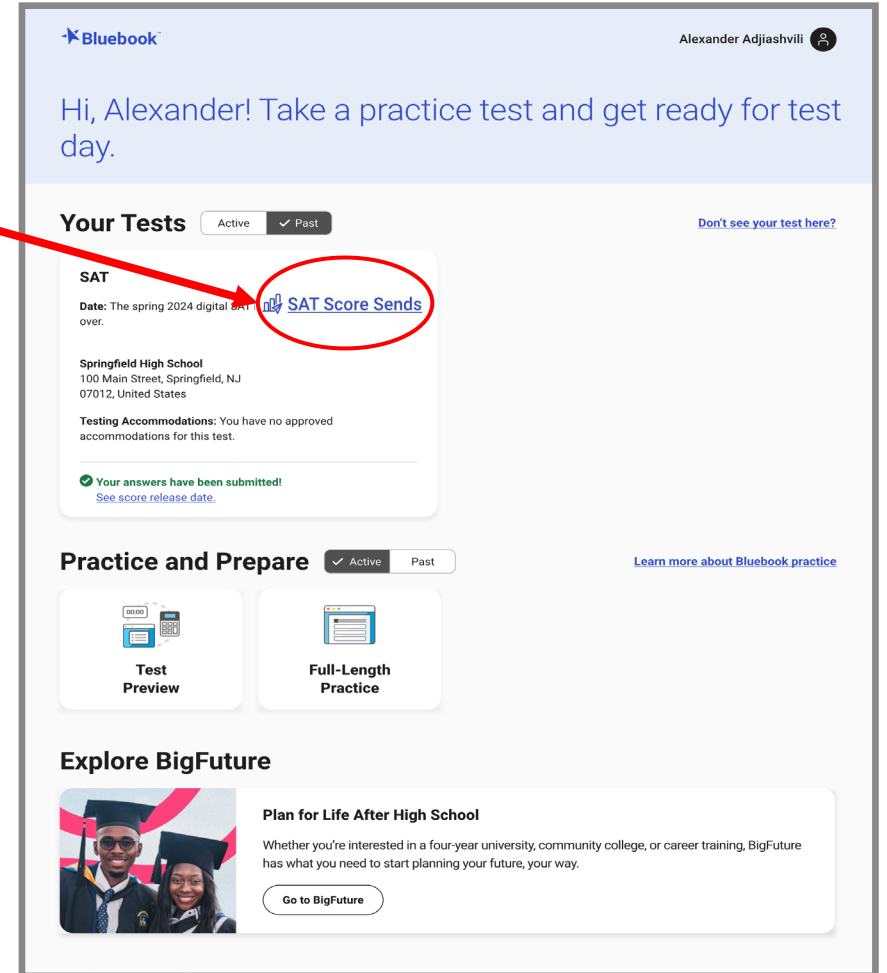 Bluebook™
Alexander Adjiashvili
Hi, Alexander! Take a practice test and get ready for test
day.
Your Tests
Active
Past
Don't see your test here?
SAT
Date: The spring 2024 digital SAT
over.
SAT Score Sends
Springfield High School
100 Main Street, Springfield, NJ
07012, United States
Testing Accommodations: You have no approved
accommodations for this test.
Your answers have been submitted!
See score release date.
Practice and Prepare
Active
Past
Learn more about Bluebook practice
00:00
Test
Preview
Full-Length
Practice
Explore BigFuture
Plan for Life After High School
Whether you're interested in a four-year university, community college, or career training, BigFuture
has what you need to start planning your future, your way.
Go to BigFuture